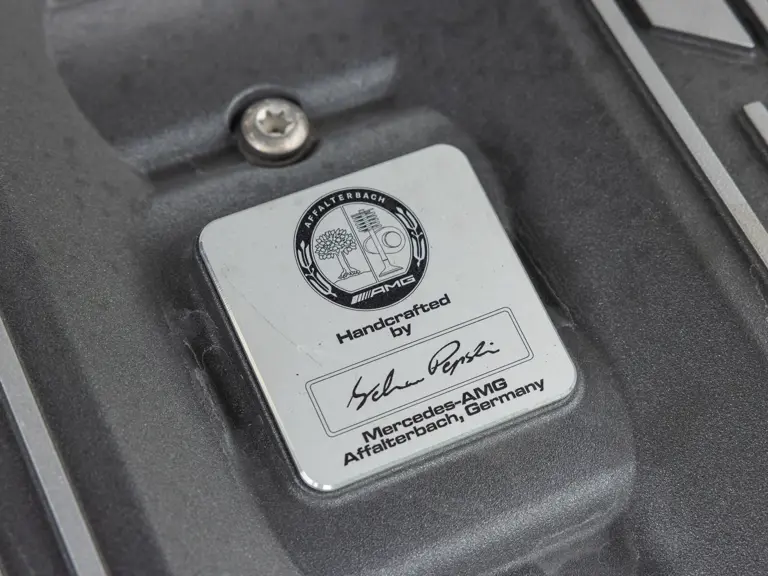 AFFALTERBACH
AMG
Handcrafted
by
Mercedes-AMG
Affalterbach, Germany